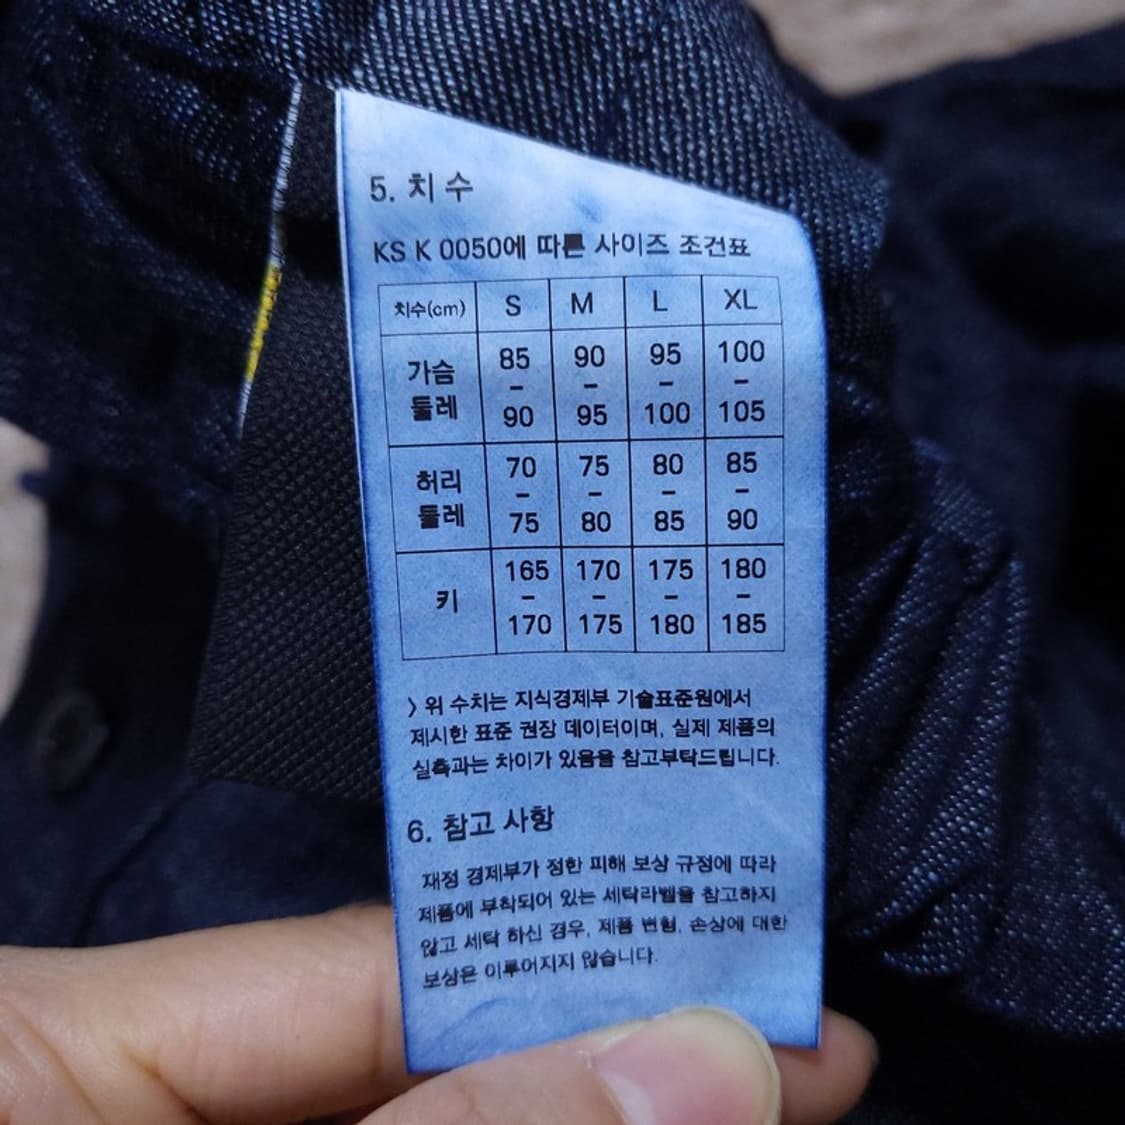 5. 치 수
KS K 0050에 따른 사이즈 조건표
치수(cm) S M L XL
가슴 둘레 85 - 90 90 - 95 95 - 100 100 - 105
허리 둘레 70 - 75 75 - 80 80 - 85 85 - 90
키 165 - 170 170 - 175 175 - 180 180 - 185
> 위 수치는 지식경제부 기술표준원에서
제시한 표준 권장 데이터이며, 실제 제품의
실측과는 차이가 있음을 참고부탁드립니다.
6. 참고 사항
재정 경제부가 정한 피해 보상 규정에 따라
제품에 부착되어 있는 세탁라벨을 참고하지
않고 세탁 하신 경우, 제품 변형, 손상에 대한
보상은 이루어지지 않습니다.